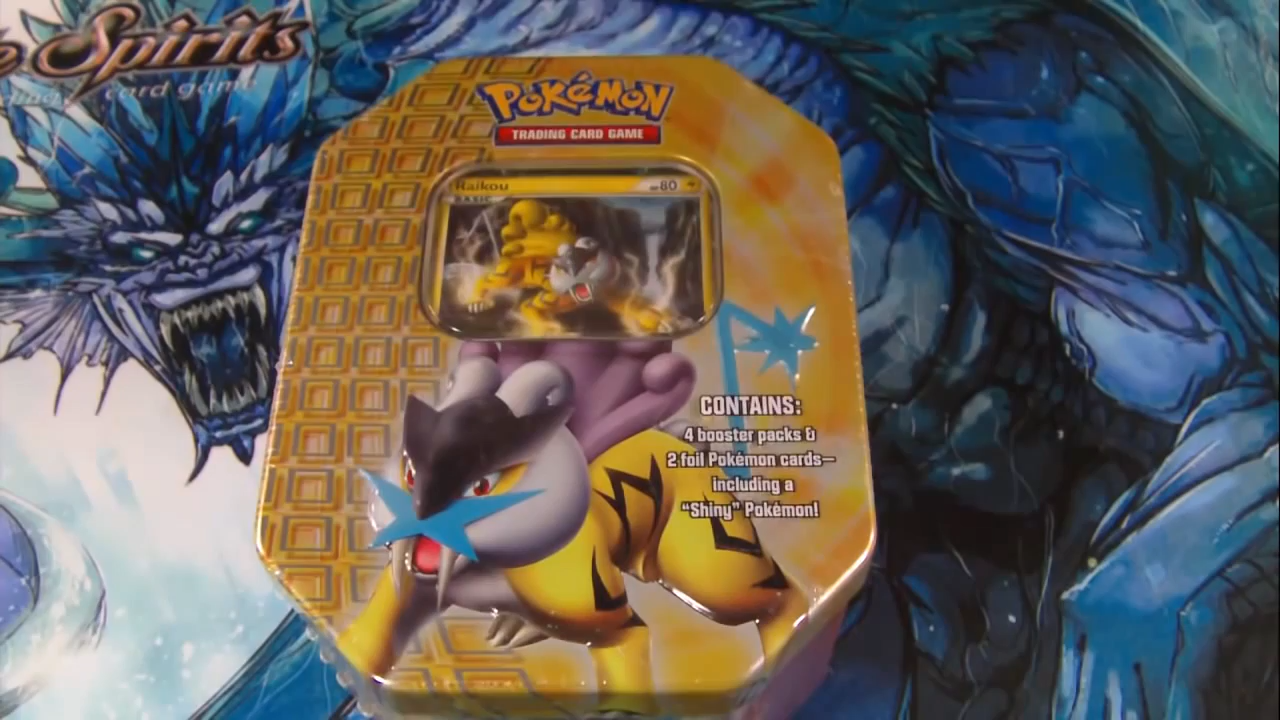 Spirits
card game
POKéMON
TRADING CARD GAME
Raikou
80
BASIC
CONTAINS:
4 booster packs &
2 foil Pokémon cards—
including a
“Shiny” Pokémon!